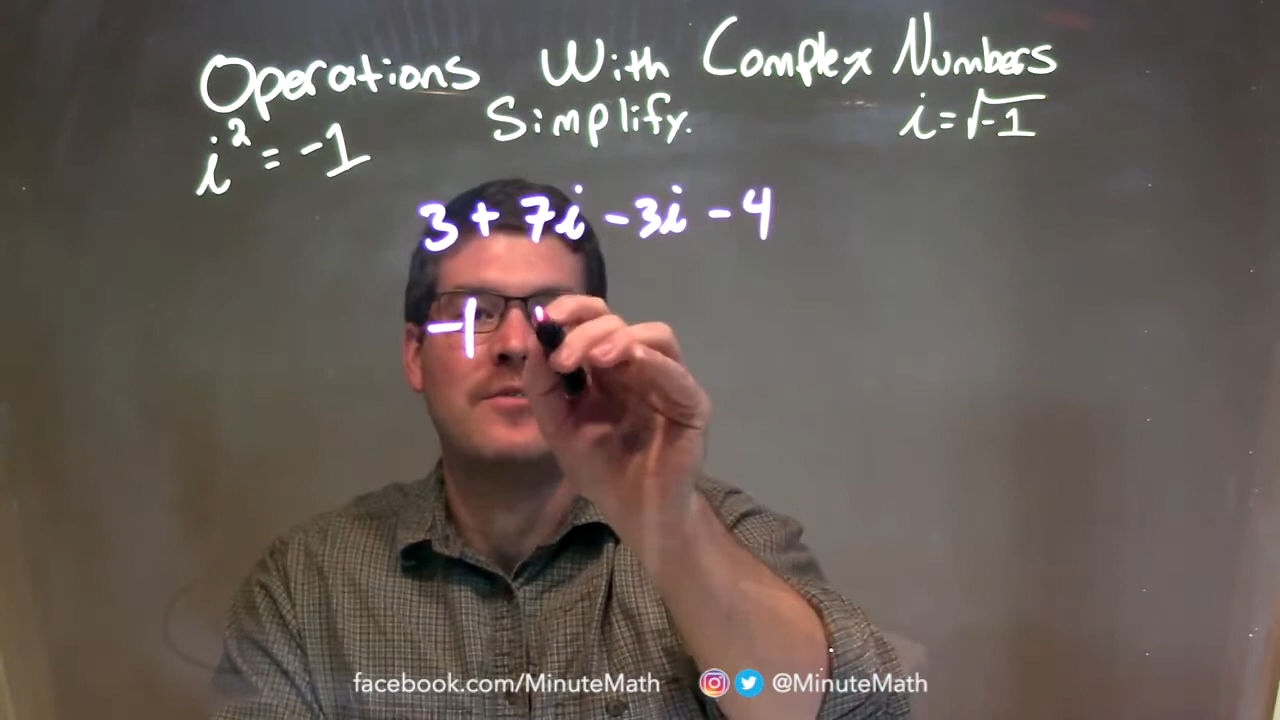 Operations With Complex Numbers
Simplify. i=√-1
i² = -1
3 + 7i - 3i - 4
-1
facebook.com/MinuteMath @MinuteMath